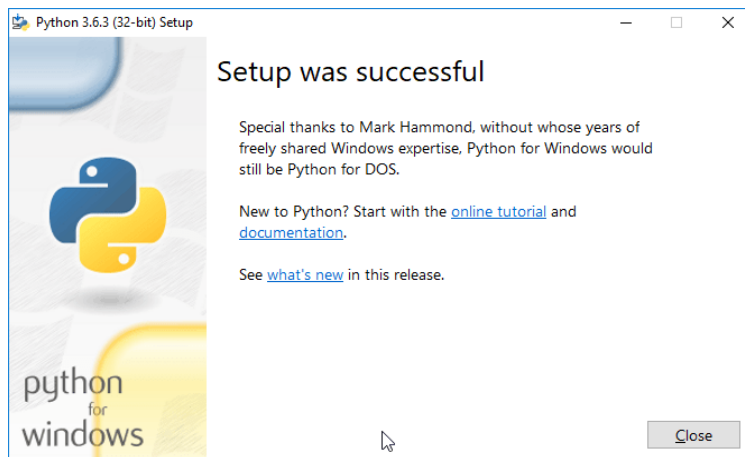 Python 3.6.3 (32-bit) Setup
Setup was successful
Special thanks to Mark Hammond, without whose years of
freely shared Windows expertise, Python for Windows would
still be Python for DOS.
New to Python? Start with the online tutorial and
documentation.
See what's new in this release.
python
for
windows
Close